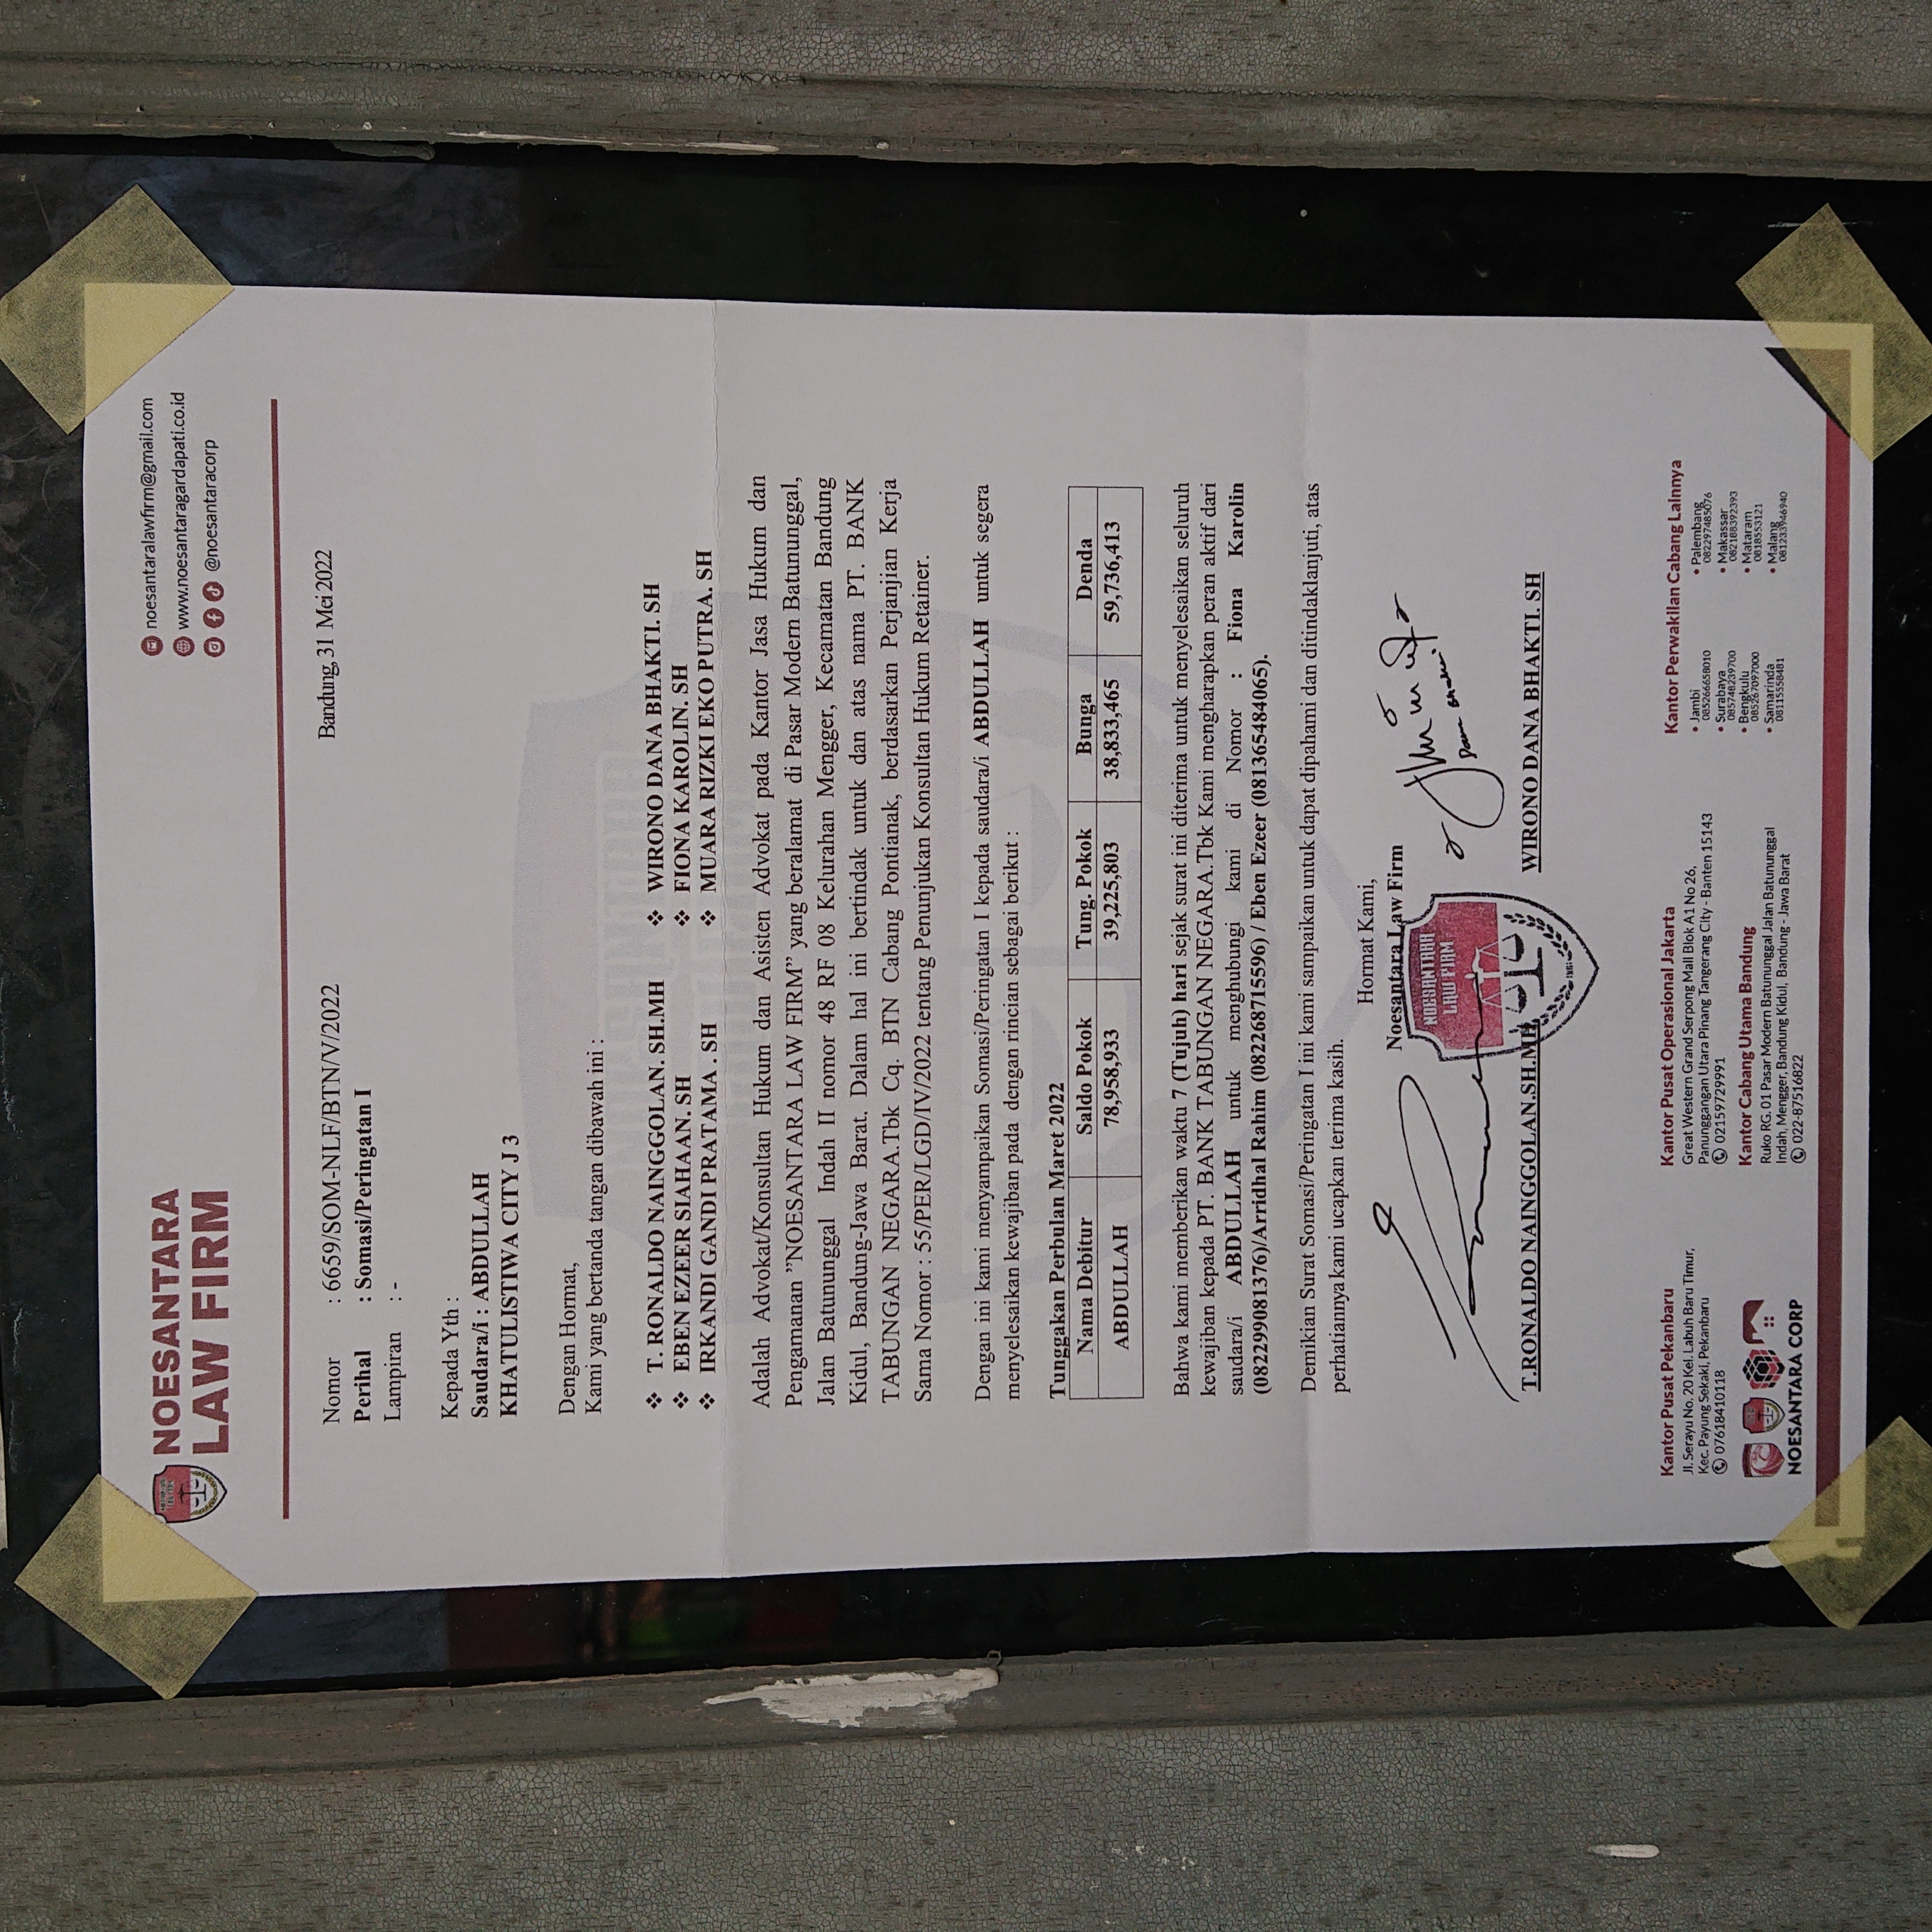 NOESANTARA
LAW FIRM
noesantaralawfirm@gmail.com
www.noesantaragardapati.co.id
@noesantaracorp
Bandung,31 Mei 2022
Nomor : 6659/SOM-NLF/BTN/V/2022
Perihal : Somasi/Peringatan I
Lampiran : -
Kepada Yth :
Saudara/i : ABDULLAH
KHATULISTIWA CITY J 3
Dengan Hormat,
Kami yang bertanda tangan dibawah ini :
❖ T. RONALDO NAINGGOLAN. SH.MH ❖ WIRONO DANA BHAKTI. SH
❖ EBEN EZEER SIAHAAN. SH ❖ FIONA KAROLIN. SH
❖ IRKANDI GANDI PRATAMA . SH ❖ MUARA RIZKI EKO PUTRA. SH
Adalah Advokat/Konsultan Hukum dan Asisten Advokat pada Kantor Jasa Hukum dan
Pengamanan ”NOESANTARA LAW FIRM” yang beralamat di Pasar Modern Batununggal,
Jalan Batununggal Indah II nomor 48 RF 08 Kelurahan Mengger, Kecamatan Bandung
Kidul, Bandung-Jawa Barat. Dalam hal ini bertindak untuk dan atas nama PT. BANK
TABUNGAN NEGARA.Tbk Cq. BTN Cabang Pontianak, berdasarkan Perjanjian Kerja
Sama Nomor : 55/PER/LGD/IV/2022 tentang Penunjukan Konsultan Hukum Retainer.
Dengan ini kami menyampaikan Somasi/Peringatan I kepada saudara/i ABDULLAH untuk segera
menyelesaikan kewajiban pada dengan rincian sebagai berikut :
Tunggakan Perbulan Maret 2022
Nama Debitur Saldo Pokok Tung, Pokok Bunga Denda
ABDULLAH 78,958,933 39,225,803 38,833,465 59,736,413
Bahwa kami memberikan waktu 7 (Tujuh) hari sejak surat ini diterima untuk menyelesaikan seluruh
kewajiban kepada PT. BANK TABUNGAN NEGARA.Tbk Kami mengharapkan peran aktif dari
saudara/i ABDULLAH untuk menghubungi kami di Nomor : Fiona Karolin
(082299081376)/Arridhal Rahim (082268715596) / Eben Ezeer (081365484065).
Demikian Surat Somasi/Peringatan I Ini kami sampaikan untuk dapat dipahami dan ditindaklanjuti, atas
perhatiannya kami ucapkan terima kasih.
Hormat Kami,
Noesantara Law Firm
NOESANTARA
LAW FIRM
T.RONALDO NAINGGOLAN.SH.MH WIRONO DANA BHAKTI. SH
Kantor Pusat Pekanbaru
Jl. Serayu No. 20 Kel. Labuh Baru Timur,
Kec. Payung Sekaki, Pekanbaru
07618410118
NOESANTARA CORP
Kantor Pusat Operasional Jakarta
Great Western Grand Serpong Mall Blok A1 No 26,
Panunggangan Utara Pinang Tangerang City - Banten 15143
02159729991
Kantor Cabang Utama Bandung
Ruko RG. 01 Pasar Modern Batununggal Jalan Batununggal
Indah, Mengger, Bandung Kidul, Bandung - Jawa Barat
022-87516822
Kantor Perwakilan Cabang Lainnya
• Jambi
085266658010
• Surabaya
085748239700
• Bengkulu
085267097000
• Samarinda
08115558481
• Palembang
082297485076
• Makassar
082188392393
• Mataram
0818553121
• Malang
081233946940